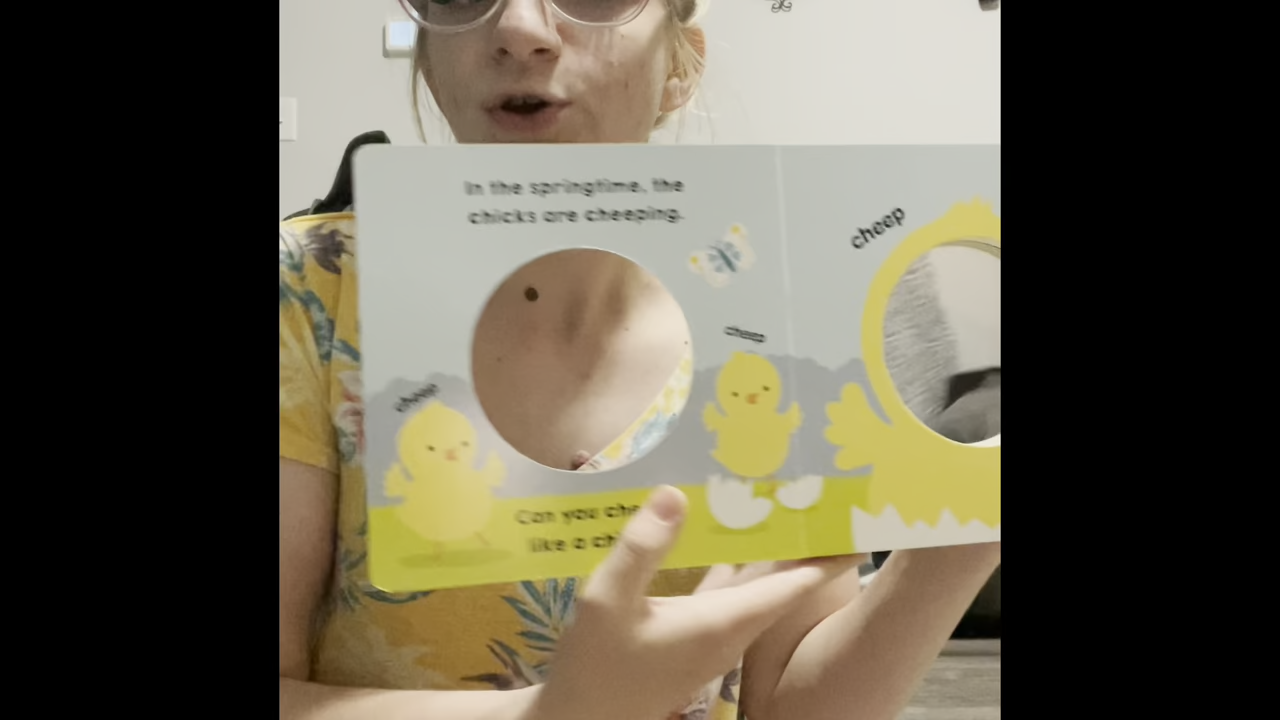 In the springtime, the
chicks are cheeping.
cheep
cheep
cheep
Can you
like a